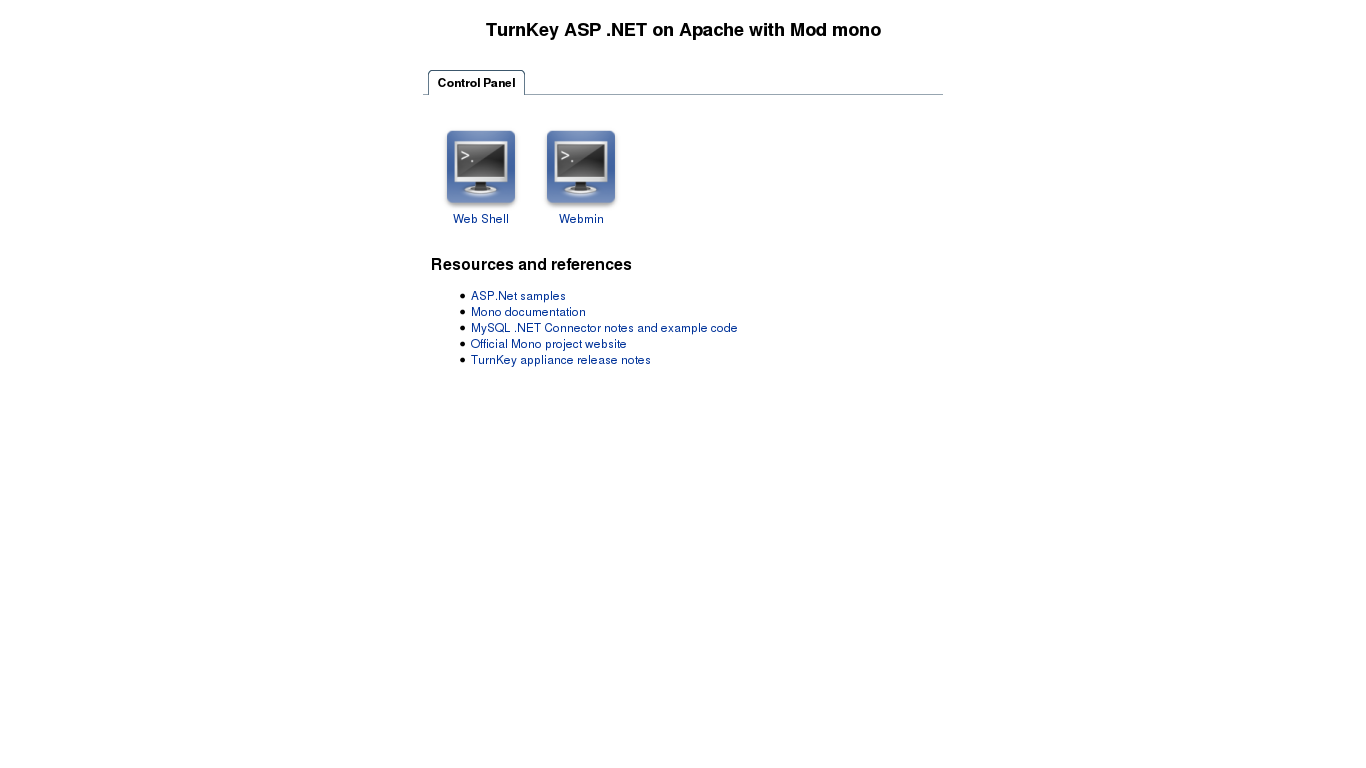 TurnKey ASP .NET on Apache with Mod mono
Control Panel
>_
>_
Web Shell
Webmin
Resources and references
ASP.Net samples
Mono documentation
MySQL .NET Connector notes and example code
Official Mono project website
TurnKey appliance release notes